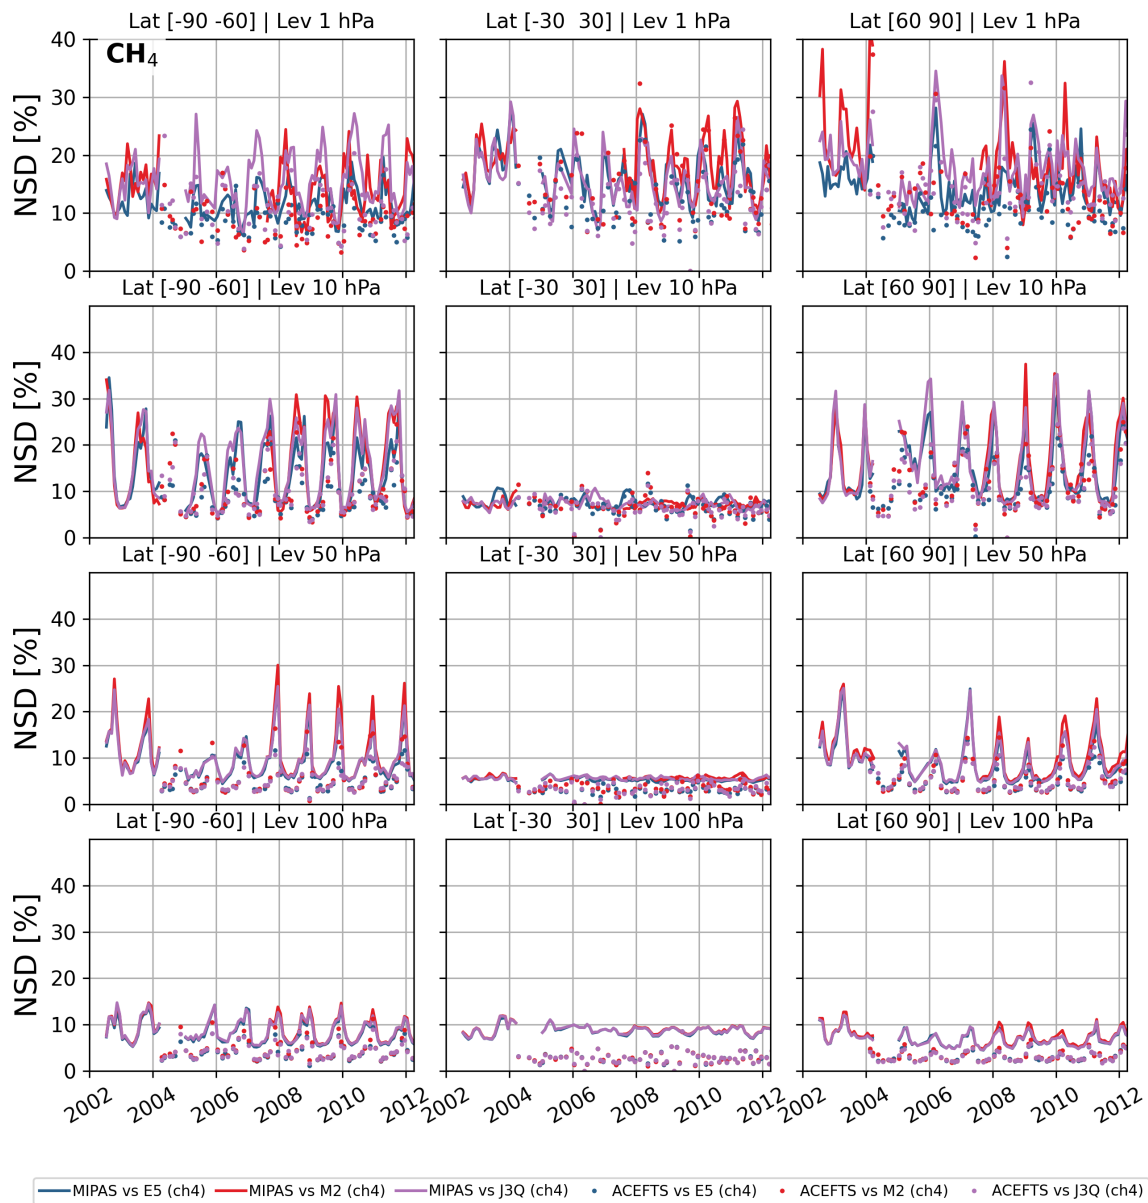 Lat [-90 -60] | Lev 1 hPa
Lat [-30  30] | Lev 1 hPa
Lat [60 90] | Lev 1 hPa
CH₄
NSD [%]
40
30
20
10
0
Lat [-90 -60] | Lev 10 hPa
Lat [-30  30] | Lev 10 hPa
Lat [60 90] | Lev 10 hPa
NSD [%]
40
30
20
10
0
Lat [-90 -60] | Lev 50 hPa
Lat [-30  30] | Lev 50 hPa
Lat [60 90] | Lev 50 hPa
NSD [%]
40
30
20
10
0
Lat [-90 -60] | Lev 100 hPa
Lat [-30  30] | Lev 100 hPa
Lat [60 90] | Lev 100 hPa
NSD [%]
40
30
20
10
0
2002 2004 2006 2008 2010 2012
2002 2004 2006 2008 2010 2012
2002 2004 2006 2008 2010 2012
MIPAS vs E5 (ch4) MIPAS vs M2 (ch4) MIPAS vs J3Q (ch4) ACEFTS vs E5 (ch4) ACEFTS vs M2 (ch4) ACEFTS vs J3Q (ch4)